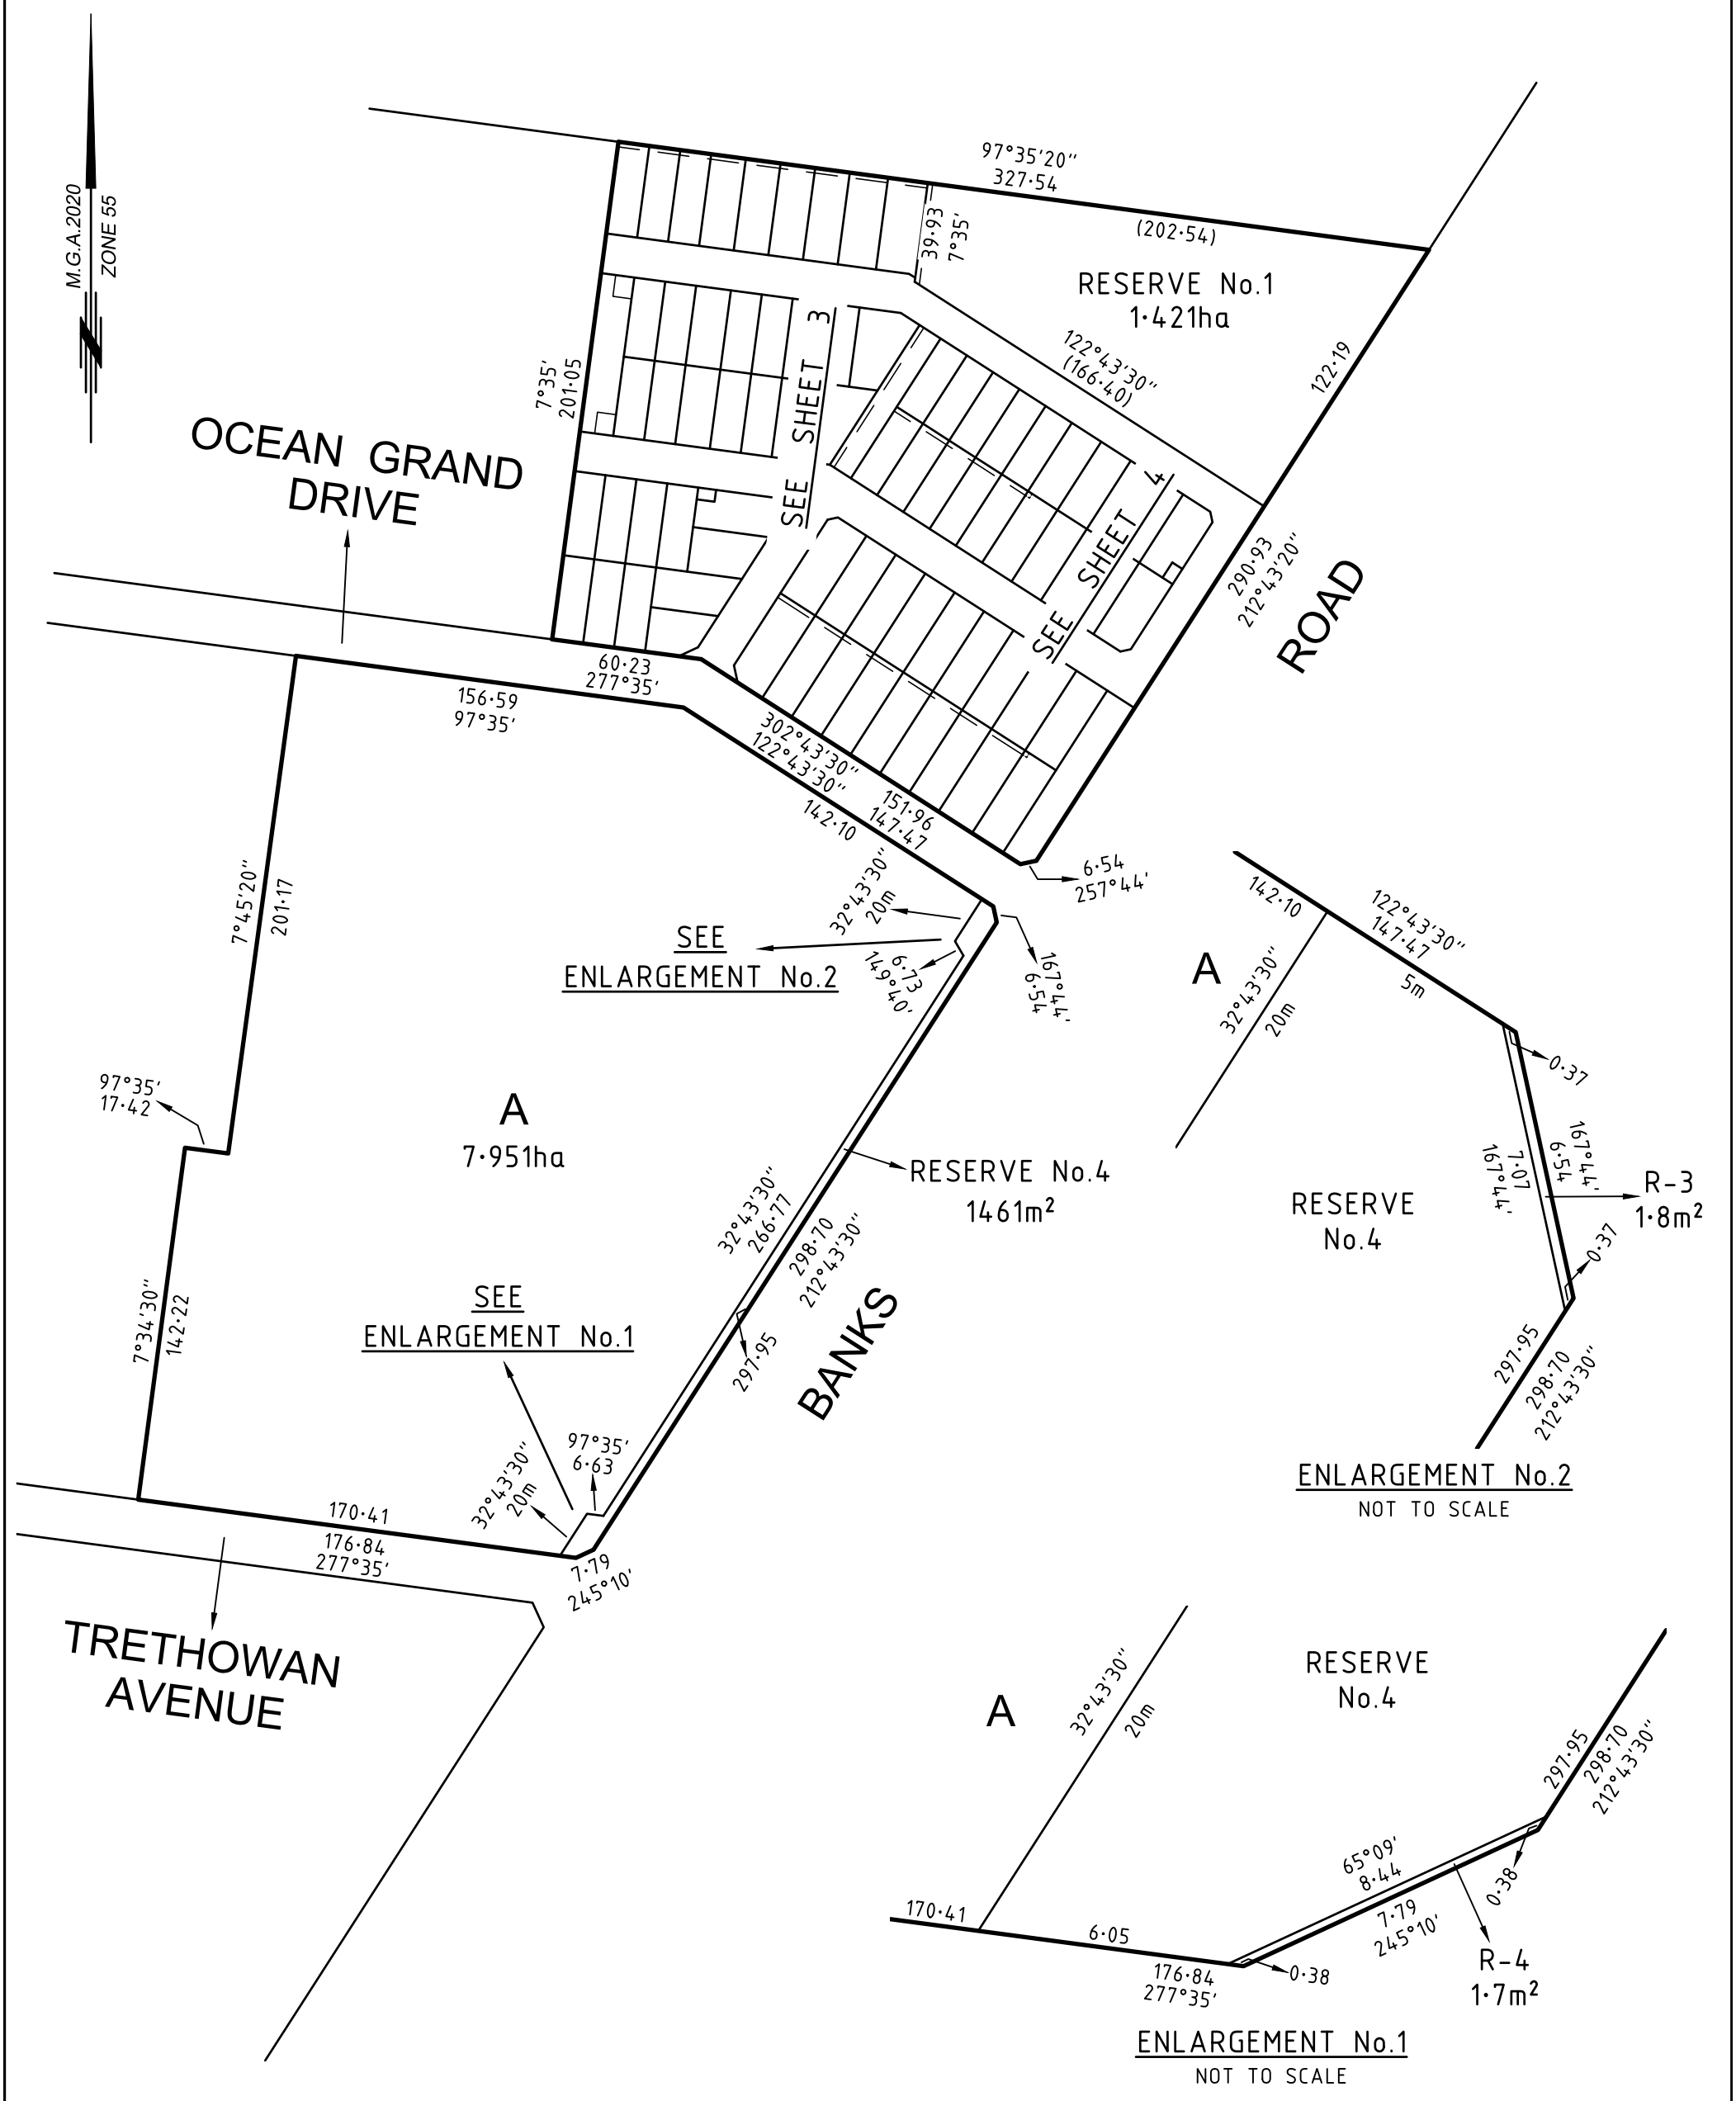 M.G.A.2020
ZONE 55
97°35'20"
327·54
(202·54)
39·93
7°35'
RESERVE No.1
1·421ha
122°43'30"
(166·40)
122·19
7°35'
201·05
SEE SHEET 3
SEE SHEET 4
OCEAN GRAND
DRIVE
290·93
212°43'20"
ROAD
60·23
277°35'
156·59
97°35'
302°43'30"
122°43'30"
151·96
147·47
142·10
6·54
257°44'
32°43'30"
20m
SEE
ENLARGEMENT No.2
6·73
149°40'
167°44'
6·54
7°45'20"
201·17
97°35'
17·42
A
7·951ha
RESERVE No.4
1461m²
32°43'30"
266·77
298·70
212°43'30"
297·95
BANKS
7°34'30"
142·22
SEE
ENLARGEMENT No.1
97°35'
6·63
32°43'30"
20m
170·41
176·84
277°35'
7·79
245°10'
TRETHOWAN
AVENUE
142·10
122°43'30"
147·47
5m
A
32°43'30"
20m
0·37
167°44'
6·54
7·07
167°44'
R-3
1·8m²
RESERVE
No.4
0·37
297·95
298·70
212°43'30"
ENLARGEMENT No.2
NOT TO SCALE
RESERVE
No.4
A
32°43'30"
20m
297·95
298·70
212°43'30"
65°09'
8·44
0·38
7·79
245°10'
170·41
6·05
176·84
277°35'
0·38
R-4
1·7m²
ENLARGEMENT No.1
NOT TO SCALE